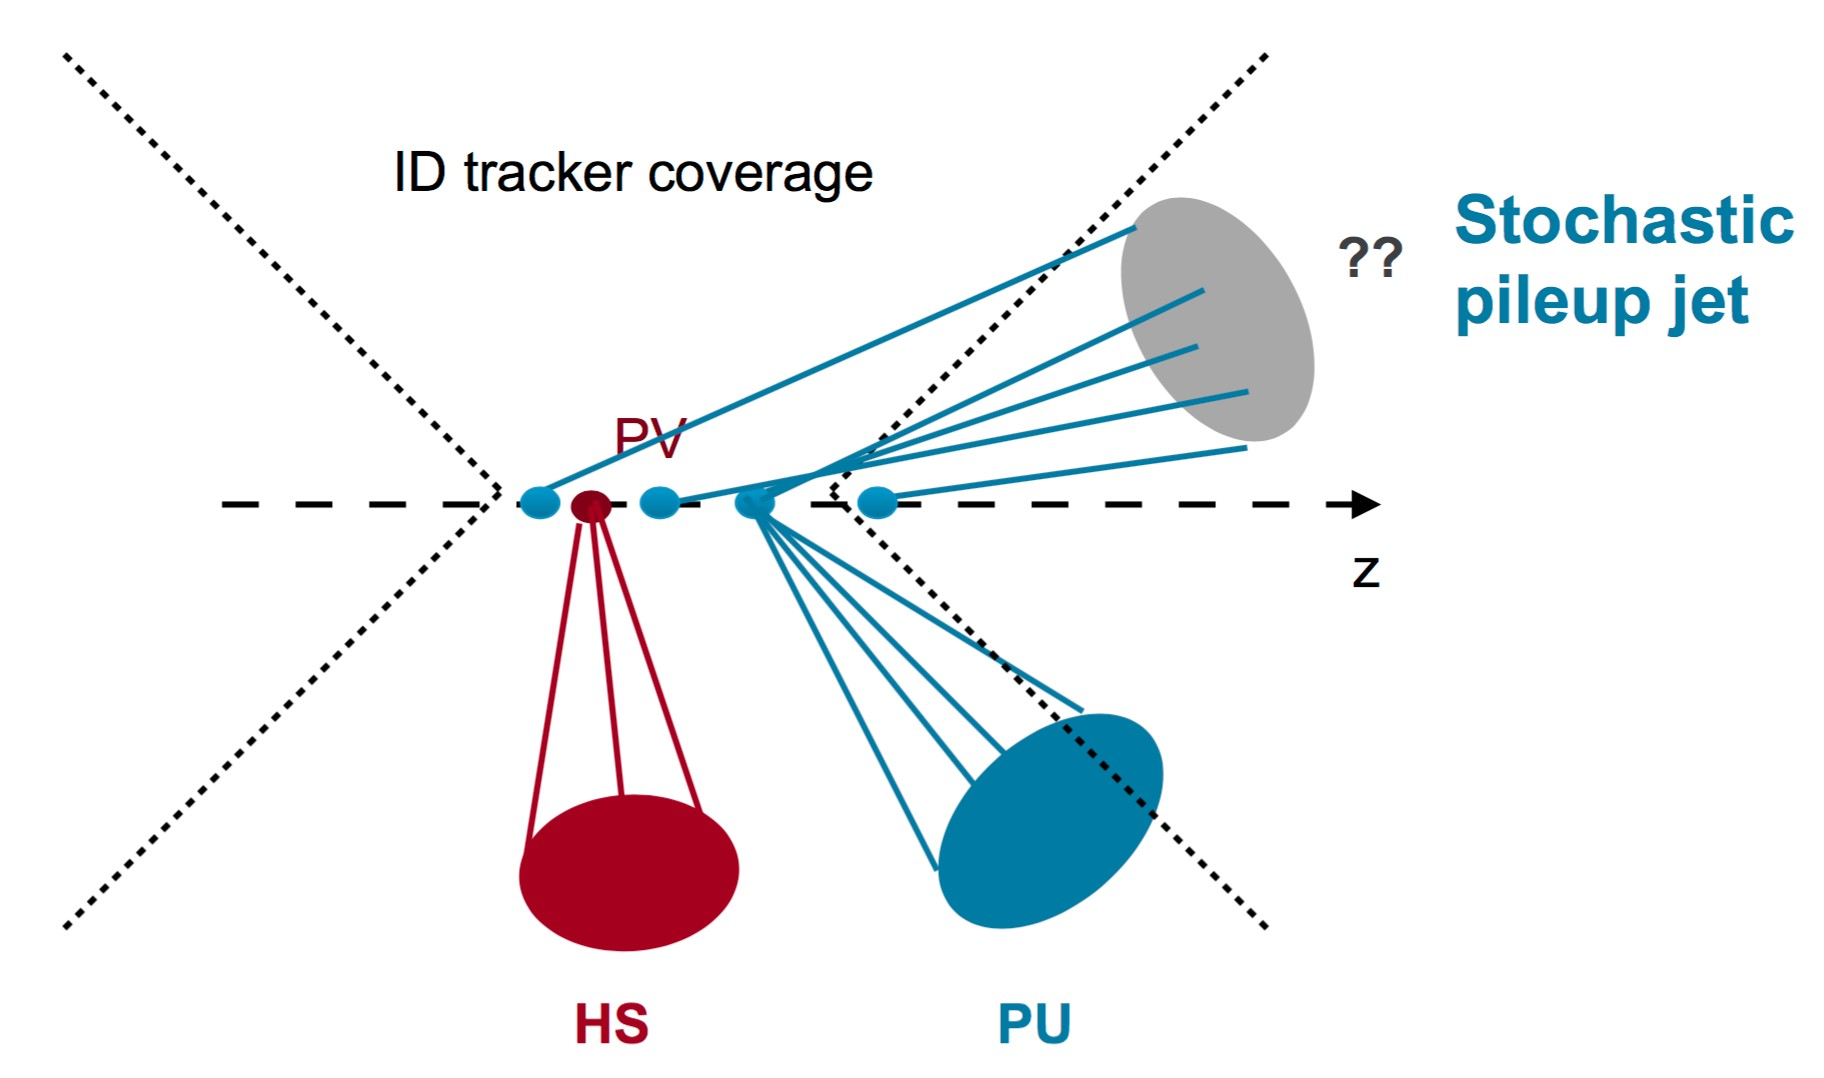 ID tracker coverage
Stochastic
pileup jet
??
PV
z
HS
PU